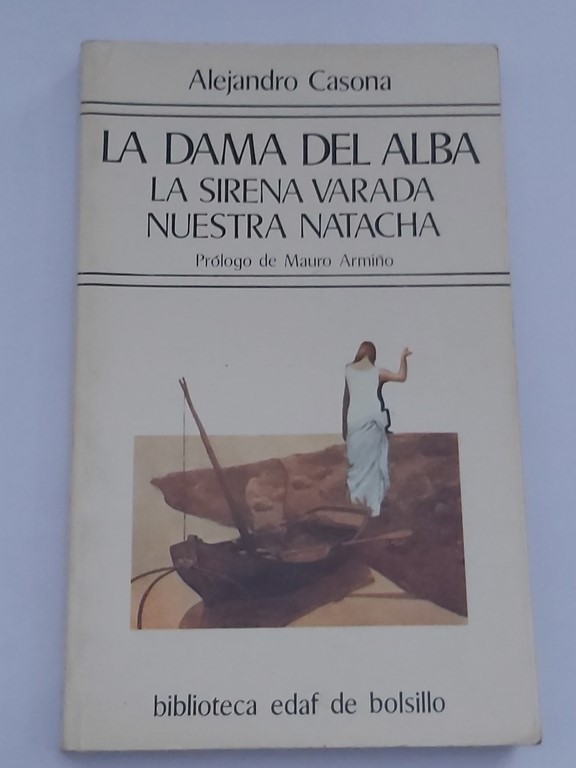 Alejandro Casona
LA DAMA DEL ALBA
LA SIRENA VARADA
NUESTRA NATACHA
Prólogo de Mauro Armiño
biblioteca edaf de bolsillo